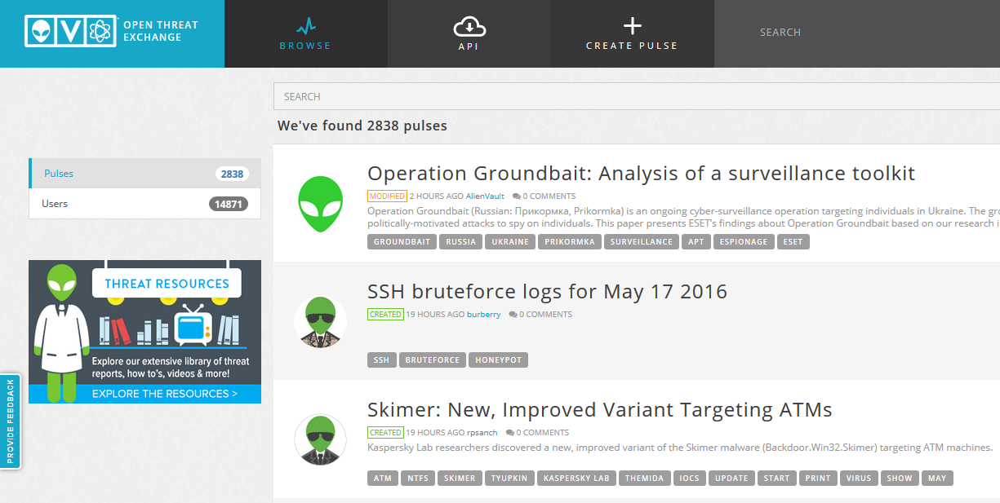 V
OPEN THREAT
EXCHANGE
BROWSE
API
CREATE PULSE
SEARCH
SEARCH
We've found 2838 pulses
Pulses 2838
Users 14871
THREAT RESOURCES
Explore our extensive library of threat
reports, how to's, videos & more!
EXPLORE THE RESOURCES >
PROVIDE FEEDBACK
Operation Groundbait: Analysis of a surveillance toolkit
MODIFIED 2 HOURS AGO AlienVault 0 COMMENTS
Operation Groundbait (Russian: Прикормка, Prikormka) is an ongoing cyber-surveillance operation targeting individuals in Ukraine. The gro
politically-motivated attacks to spy on individuals. This paper presents ESET's findings about Operation Groundbait based on our research i
GROUNDBAIT RUSSIA UKRAINE PRIKORMKA SURVEILLANCE APT ESPIONAGE ESET
SSH bruteforce logs for May 17 2016
CREATED 19 HOURS AGO burberry 0 COMMENTS
SSH BRUTEFORCE HONEYPOT
Skimer: New, Improved Variant Targeting ATMs
CREATED 19 HOURS AGO rpsanch 0 COMMENTS
Kaspersky Lab researchers discovered a new, improved variant of the Skimer malware (Backdoor.Win32.Skimer) targeting ATM machines.
ATM NTFS SKIMER TYUPKIN KASPERSKY LAB THEMIDA IOCS UPDATE START PRINT VIRUS SHOW MAY